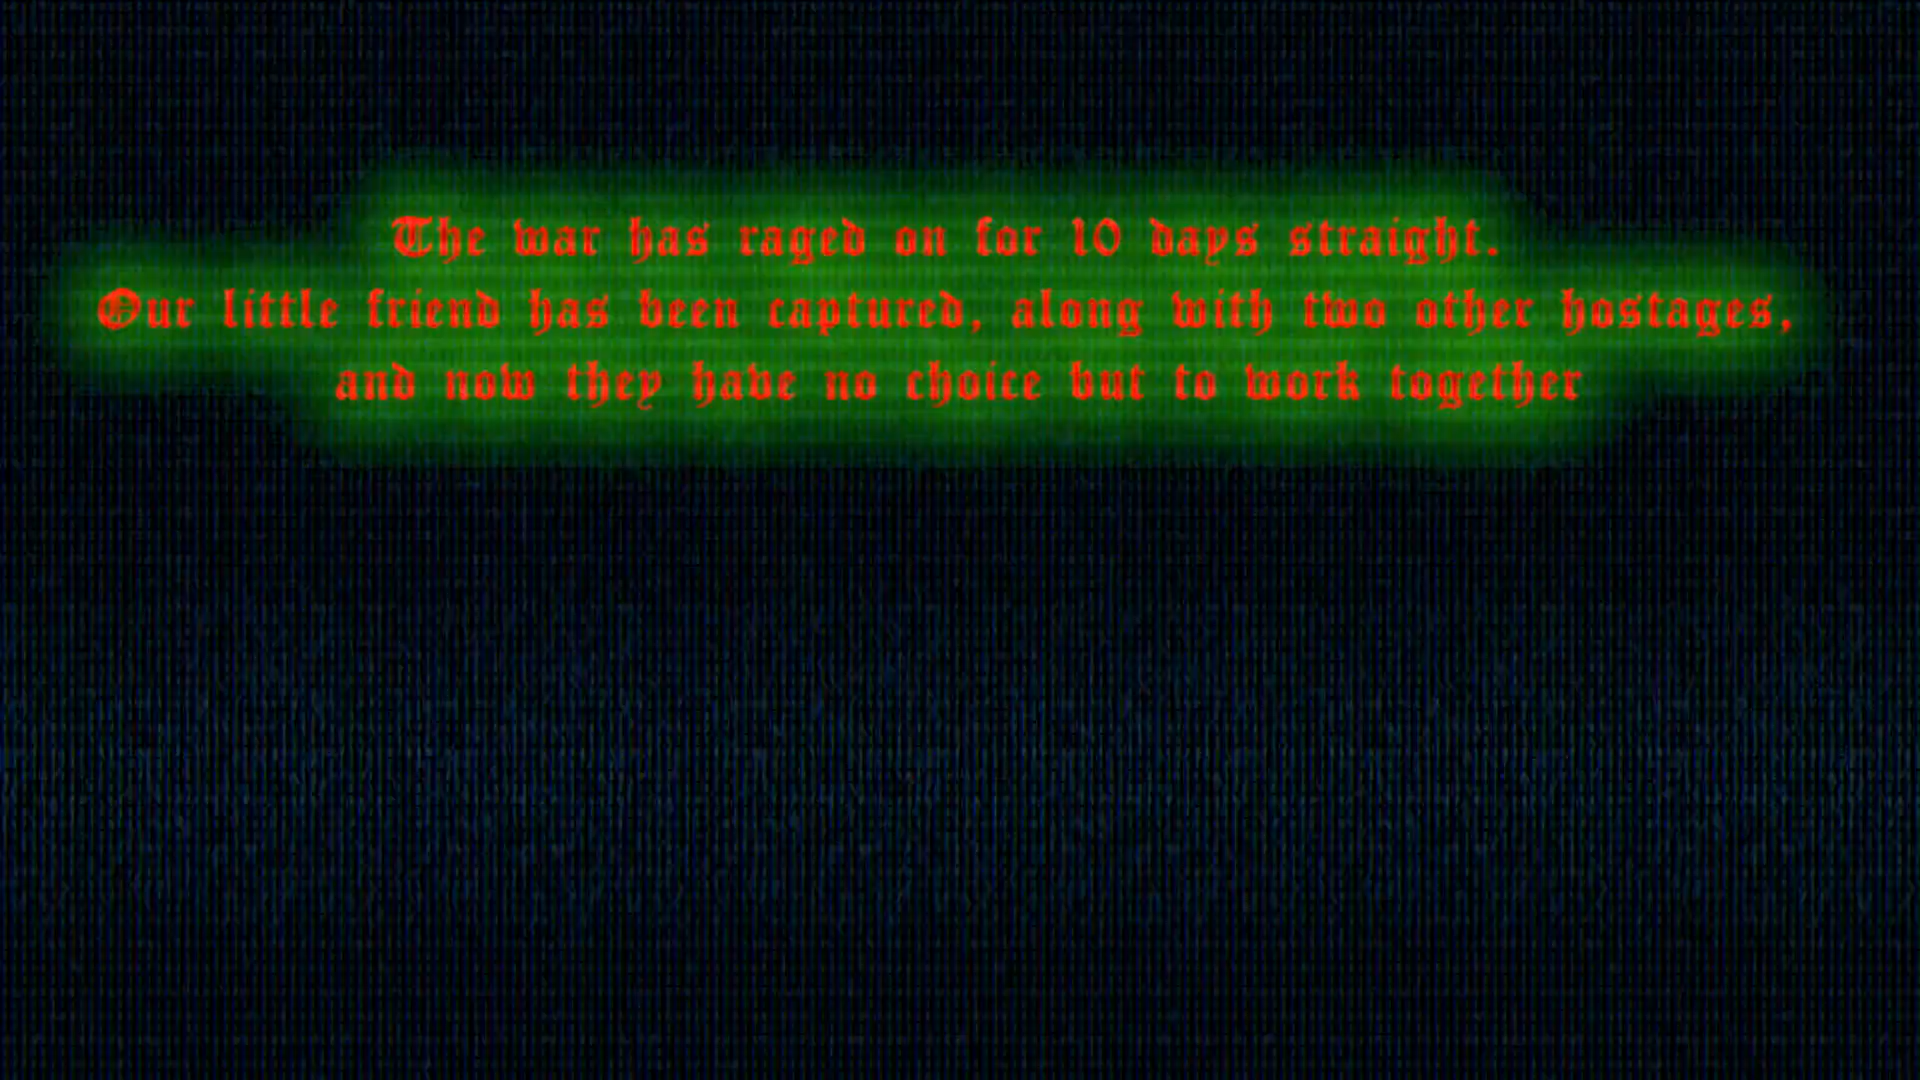 The war has raged on for 10 days straight.
Our little friend has been captured, along with two other hostages,
and now they have no choice but to work together